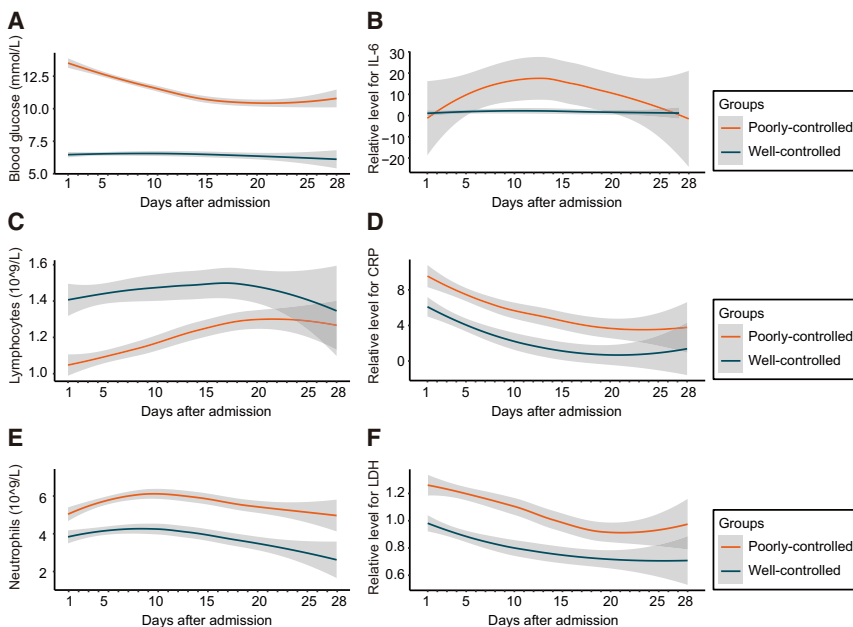 A
Blood glucose (mmol/L)
12.5
10.0
7.5
5.0
1 5 10 15 20 25 28
Days after admission
B
Relative level for IL-6
30
20
10
0
−10
−20
1 5 10 15 20 25 28
Days after admission
Groups
Poorly-controlled
Well-controlled
C
Lymphocytes (10^9/L)
1.6
1.4
1.2
1.0
1 5 10 15 20 25 28
Days after admission
D
Relative level for CRP
8
4
0
1 5 10 15 20 25 28
Days after admission
Groups
Poorly-controlled
Well-controlled
E
Neutrophils (10^9/L)
6
4
2
1 5 10 15 20 25 28
Days after admission
F
Relative level for LDH
1.2
1.0
0.8
0.6
1 5 10 15 20 25 28
Days after admission
Groups
Poorly-controlled
Well-controlled